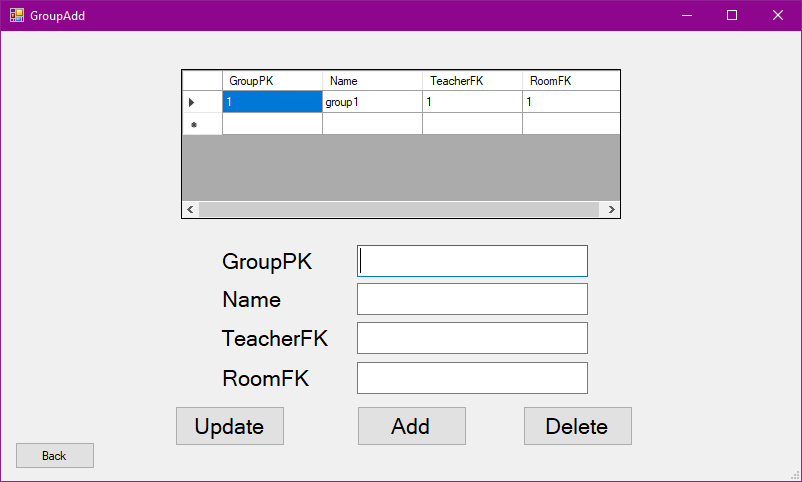 GroupAdd
GroupPK Name TeacherFK RoomFK
1 group1 1 1
GroupPK
Name
TeacherFK
RoomFK
Update Add Delete
Back